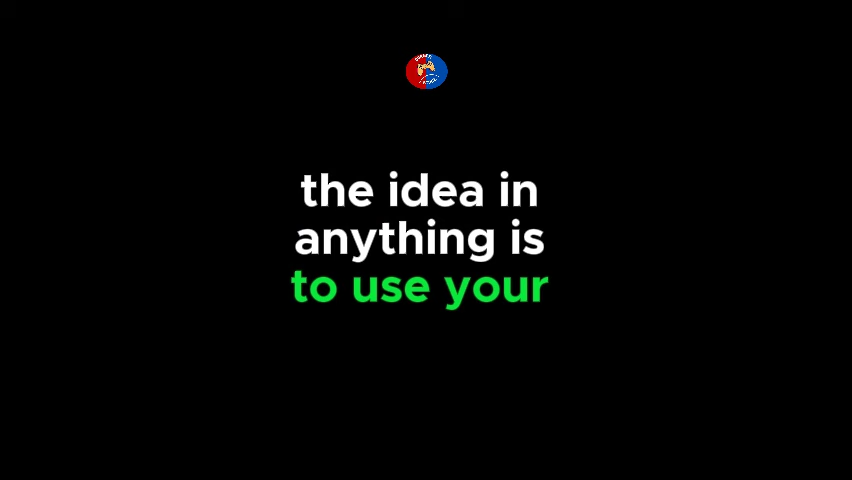 the idea in
anything is
to use your